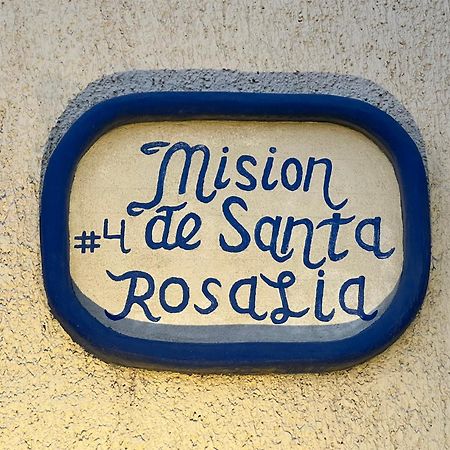 Mision
#4 de Santa
RosaLia